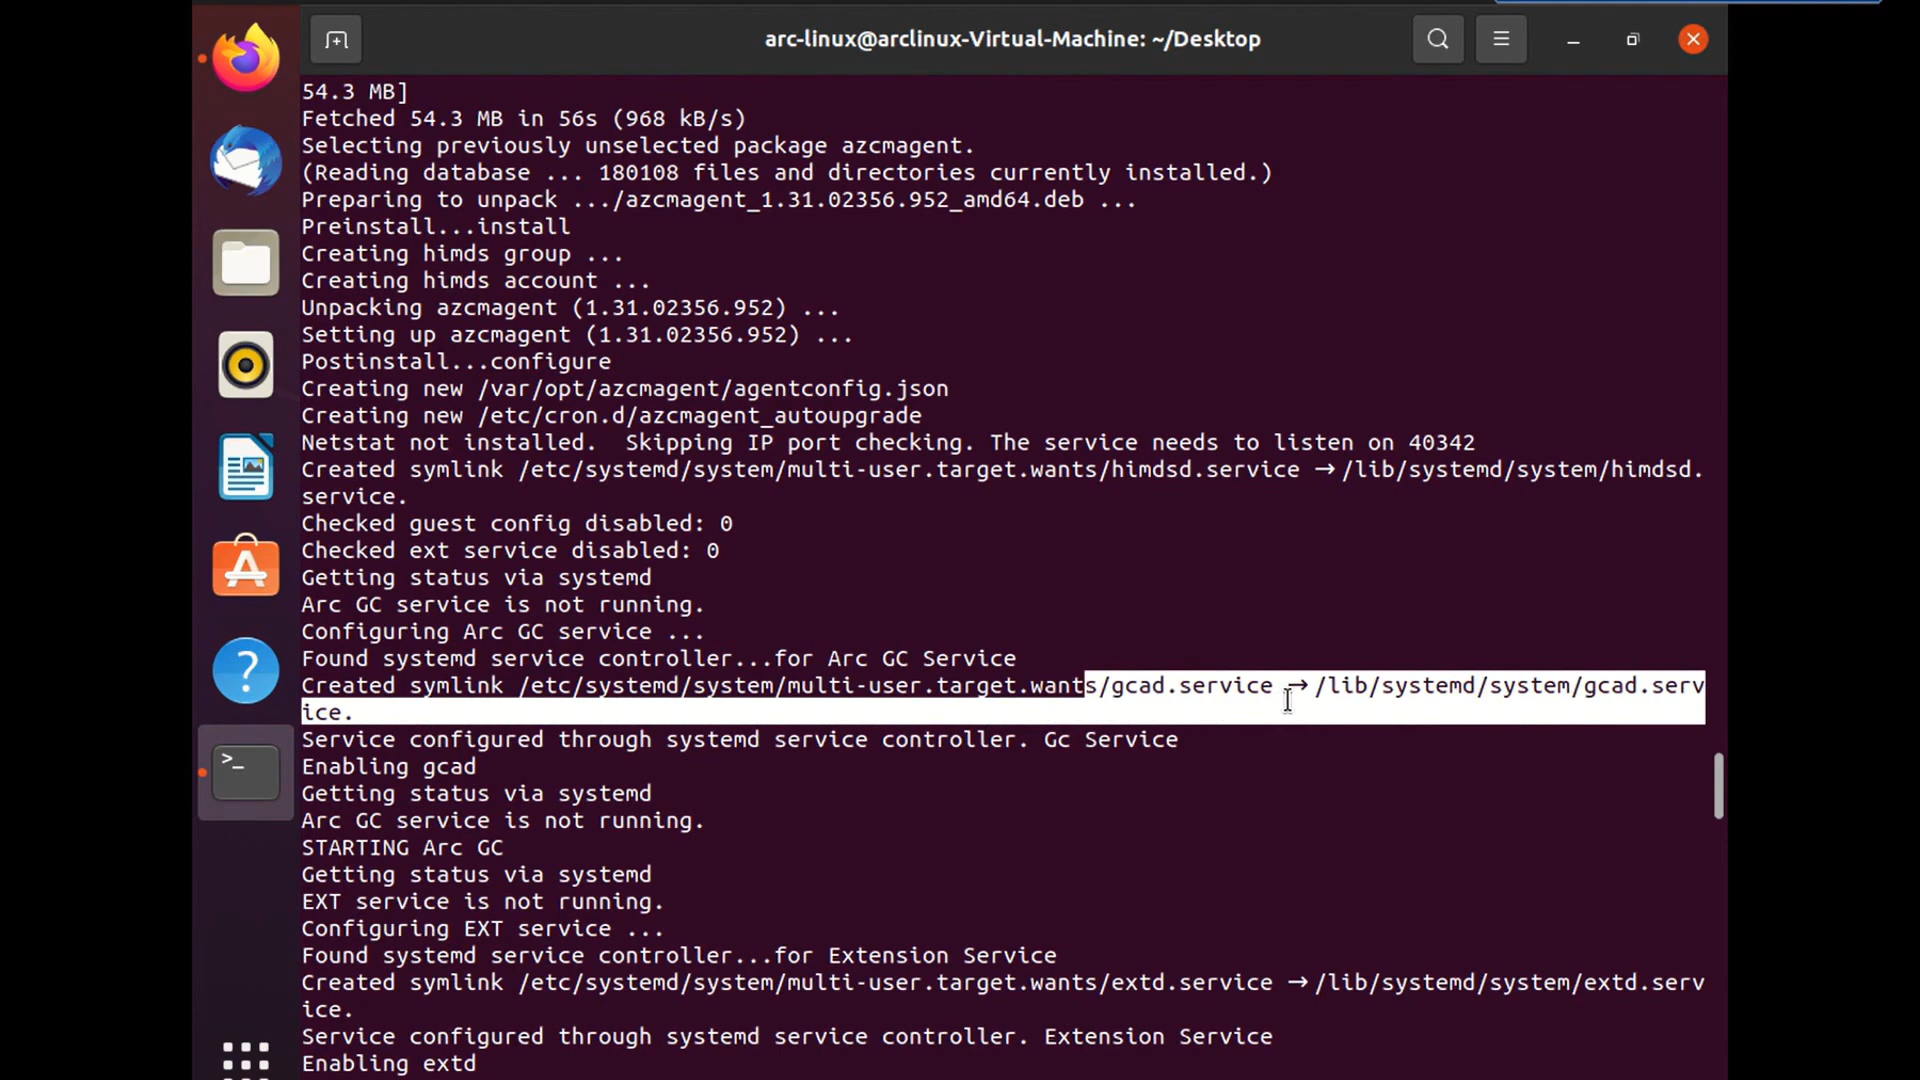 arc-linux@arclinux-Virtual-Machine: ~/Desktop
54.3 MB]
Fetched 54.3 MB in 56s (968 kB/s)
Selecting previously unselected package azcmagent.
(Reading database ... 180108 files and directories currently installed.)
Preparing to unpack .../azcmagent_1.31.02356.952_amd64.deb ...
Preinstall...install
Creating himds group ...
Creating himds account ...
Unpacking azcmagent (1.31.02356.952) ...
Setting up azcmagent (1.31.02356.952) ...
Postinstall...configure
Creating new /var/opt/azcmagent/agentconfig.json
Creating new /etc/cron.d/azcmagent_autoupgrade
Netstat not installed.  Skipping IP port checking. The service needs to listen on 40342
Created symlink /etc/systemd/system/multi-user.target.wants/himdsd.service → /lib/systemd/system/himdsd.
service.
Checked guest config disabled: 0
Checked ext service disabled: 0
Getting status via systemd
Arc GC service is not running.
Configuring Arc GC service ...
Found systemd service controller...for Arc GC Service
Created symlink /etc/systemd/system/multi-user.target.wants/gcad.service → /lib/systemd/system/gcad.serv
ice.
Service configured through systemd service controller. Gc Service
Enabling gcad
Getting status via systemd
Arc GC service is not running.
STARTING Arc GC
Getting status via systemd
EXT service is not running.
Configuring EXT service ...
Found systemd service controller...for Extension Service
Created symlink /etc/systemd/system/multi-user.target.wants/extd.service → /lib/systemd/system/extd.serv
ice.
Service configured through systemd service controller. Extension Service
Enabling extd